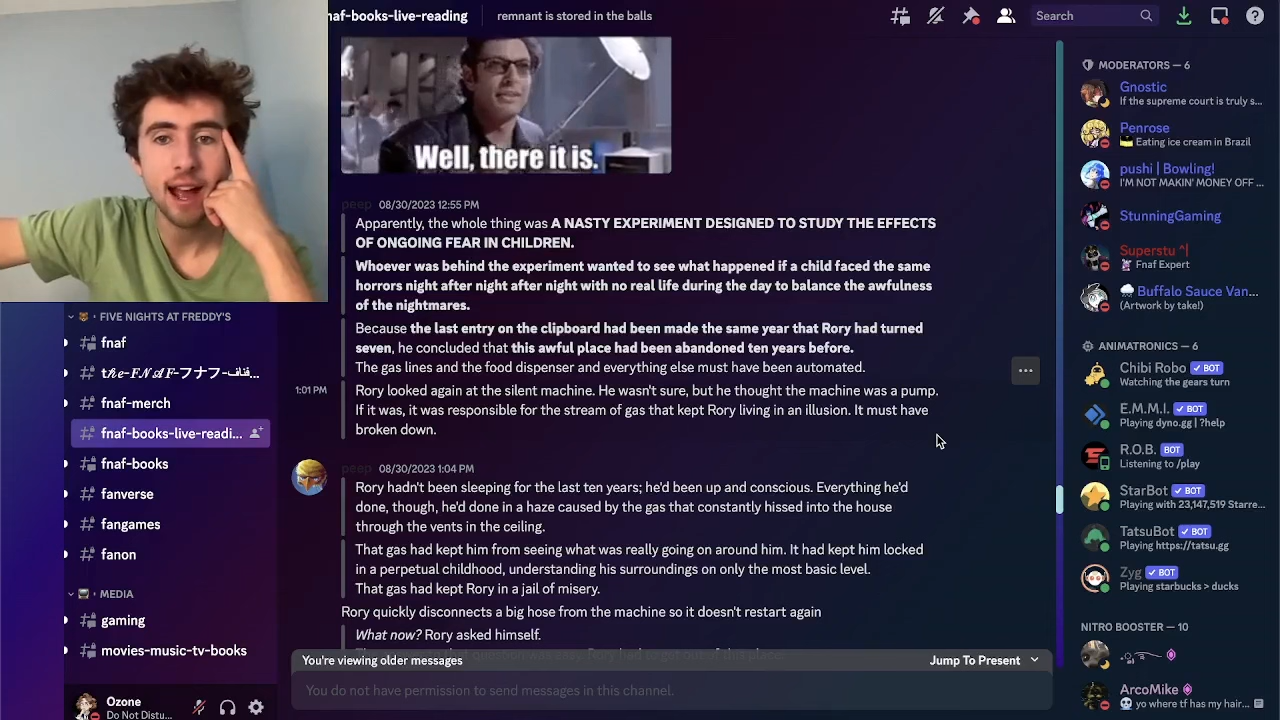 fnaf-books-live-reading
remnant is stored in the balls
Search
Well, there it is.
peep 08/30/2023 12:55 PM
Apparently, the whole thing was A NASTY EXPERIMENT DESIGNED TO STUDY THE EFFECTS
OF ONGOING FEAR IN CHILDREN.
Whoever was behind the experiment wanted to see what happened if a child faced the same
horrors night after night after night with no real life during the day to balance the awfulness
of the nightmares.
Because the last entry on the clipboard had been made the same year that Rory had turned
seven, he concluded that this awful place had been abandoned ten years before.
The gas lines and the food dispenser and everything else must have been automated.
1:01 PM
Rory looked again at the silent machine. He wasn't sure, but he thought the machine was a pump.
If it was, it was responsible for the stream of gas that kept Rory living in an illusion. It must have
broken down.
peep 08/30/2023 1:04 PM
Rory hadn't been sleeping for the last ten years; he'd been up and conscious. Everything he'd
done, though, he'd done in a haze caused by the gas that constantly hissed into the house
through the vents in the ceiling.
That gas had kept him from seeing what was really going on around him. It had kept him locked
in a perpetual childhood, understanding his surroundings on only the most basic level.
That gas had kept Rory in a jail of misery.
Rory quickly disconnects a big hose from the machine so it doesn't restart again
What now? Rory asked himself.
You're viewing older messages
Jump To Present
You do not have permission to send messages in this channel.
FIVE NIGHTS AT FREDDY'S
fnaf
the-FNAF-フナフ-فناف...
fnaf-merch
fnaf-books-live-readi...
fnaf-books
fanverse
fangames
fanon
MEDIA
gaming
movies-music-tv-books
Ozone
Do Not Distu...
MODERATORS — 6
Gnostic
If the supreme court is truly s...
Penrose
Eating ice cream in Brazil
pushi | Bowling!
I'M NOT MAKIN' MONEY OFF ...
StunningGaming
Superstu ^|
Fnaf Expert
Buffalo Sauce Van...
(Artwork by take!)
ANIMATRONICS — 6
Chibi Robo BOT
Watching the gears turn
E.M.M.I. BOT
Playing dyno.gg | ?help
R.O.B. BOT
Listening to /play
StarBot BOT
Playing with 23,147,519 Starre...
TatsuBot BOT
Playing https://tatsu.gg
Zyg BOT
Playing starbucks > ducks
NITRO BOOSTER — 10
ArcoMike
yo where tf has my hair...